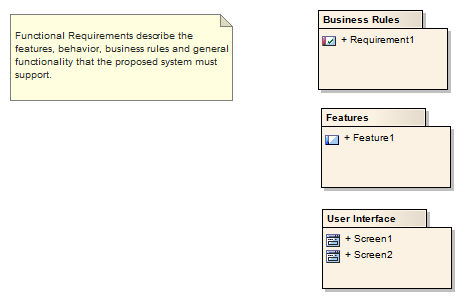 Functional Requirements describe the
features, behavior, business rules and general
functionality that the proposed system must
support.
Business Rules
+ Requirement1
Features
+ Feature1
User Interface
+ Screen1
+ Screen2